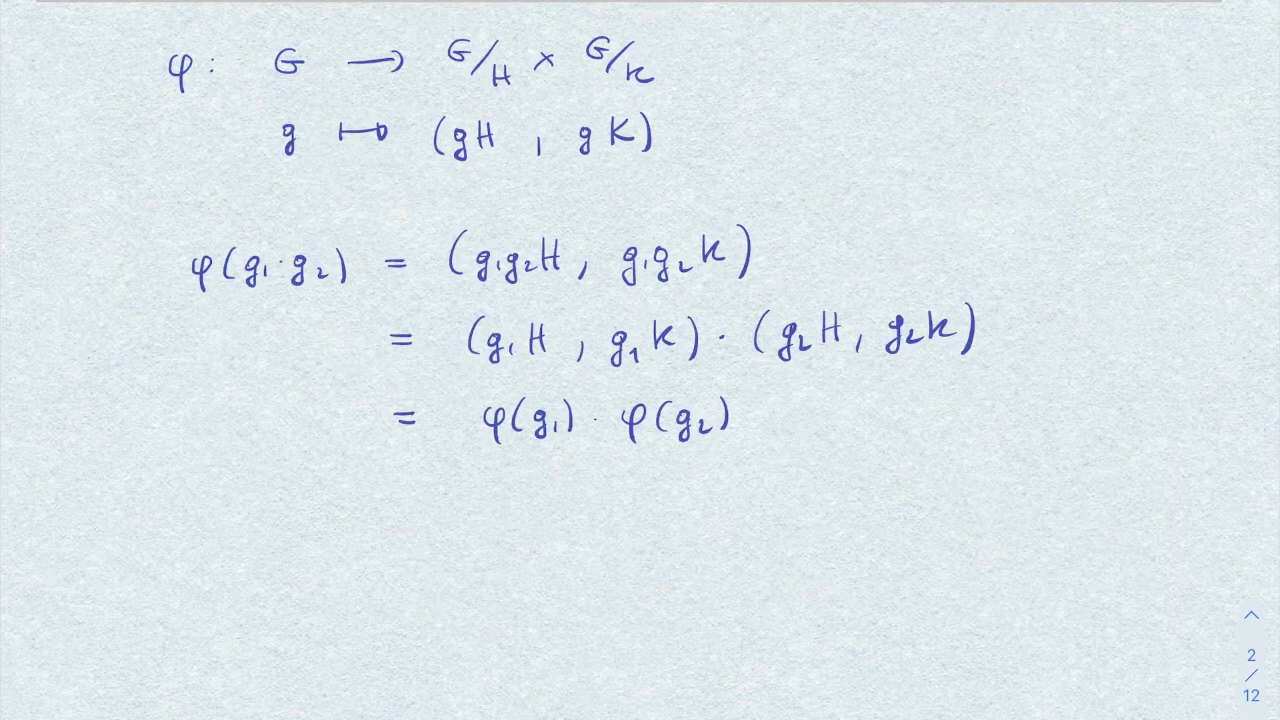 φ : G ⟶ G/H × G/K
g ⟼ (gH , gK)
φ(g₁·g₂) = (g₁g₂H , g₁g₂K)
= (g₁H , g₁K) · (g₂H , g₂K)
= φ(g₁) · φ(g₂)
2
/
12